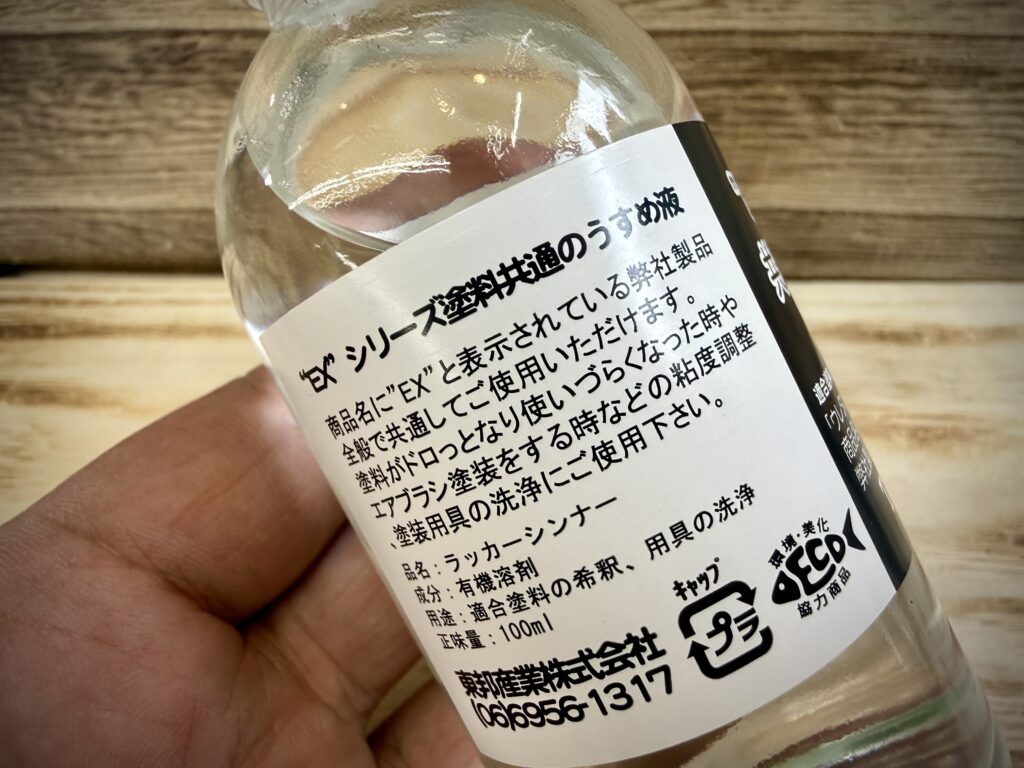 "EX" シリーズ塗料共通のうすめ液
商品名に"EX"と表示されている弊社製品
全般で共通してご使用いただけます。
塗料がドロっとなり使いづらくなった時や
エアブラシ塗装をする時などの粘度調整
、塗装用具の洗浄にご使用下さい。
品名：ラッカーシンナー
成分：有機溶剤
用途：適合塗料の希釈、用具の洗浄
正味量：100ml
東邦産業株式会社
(06)6956-1317
キャップ
プラ
環境・美化
DECO
協力商品